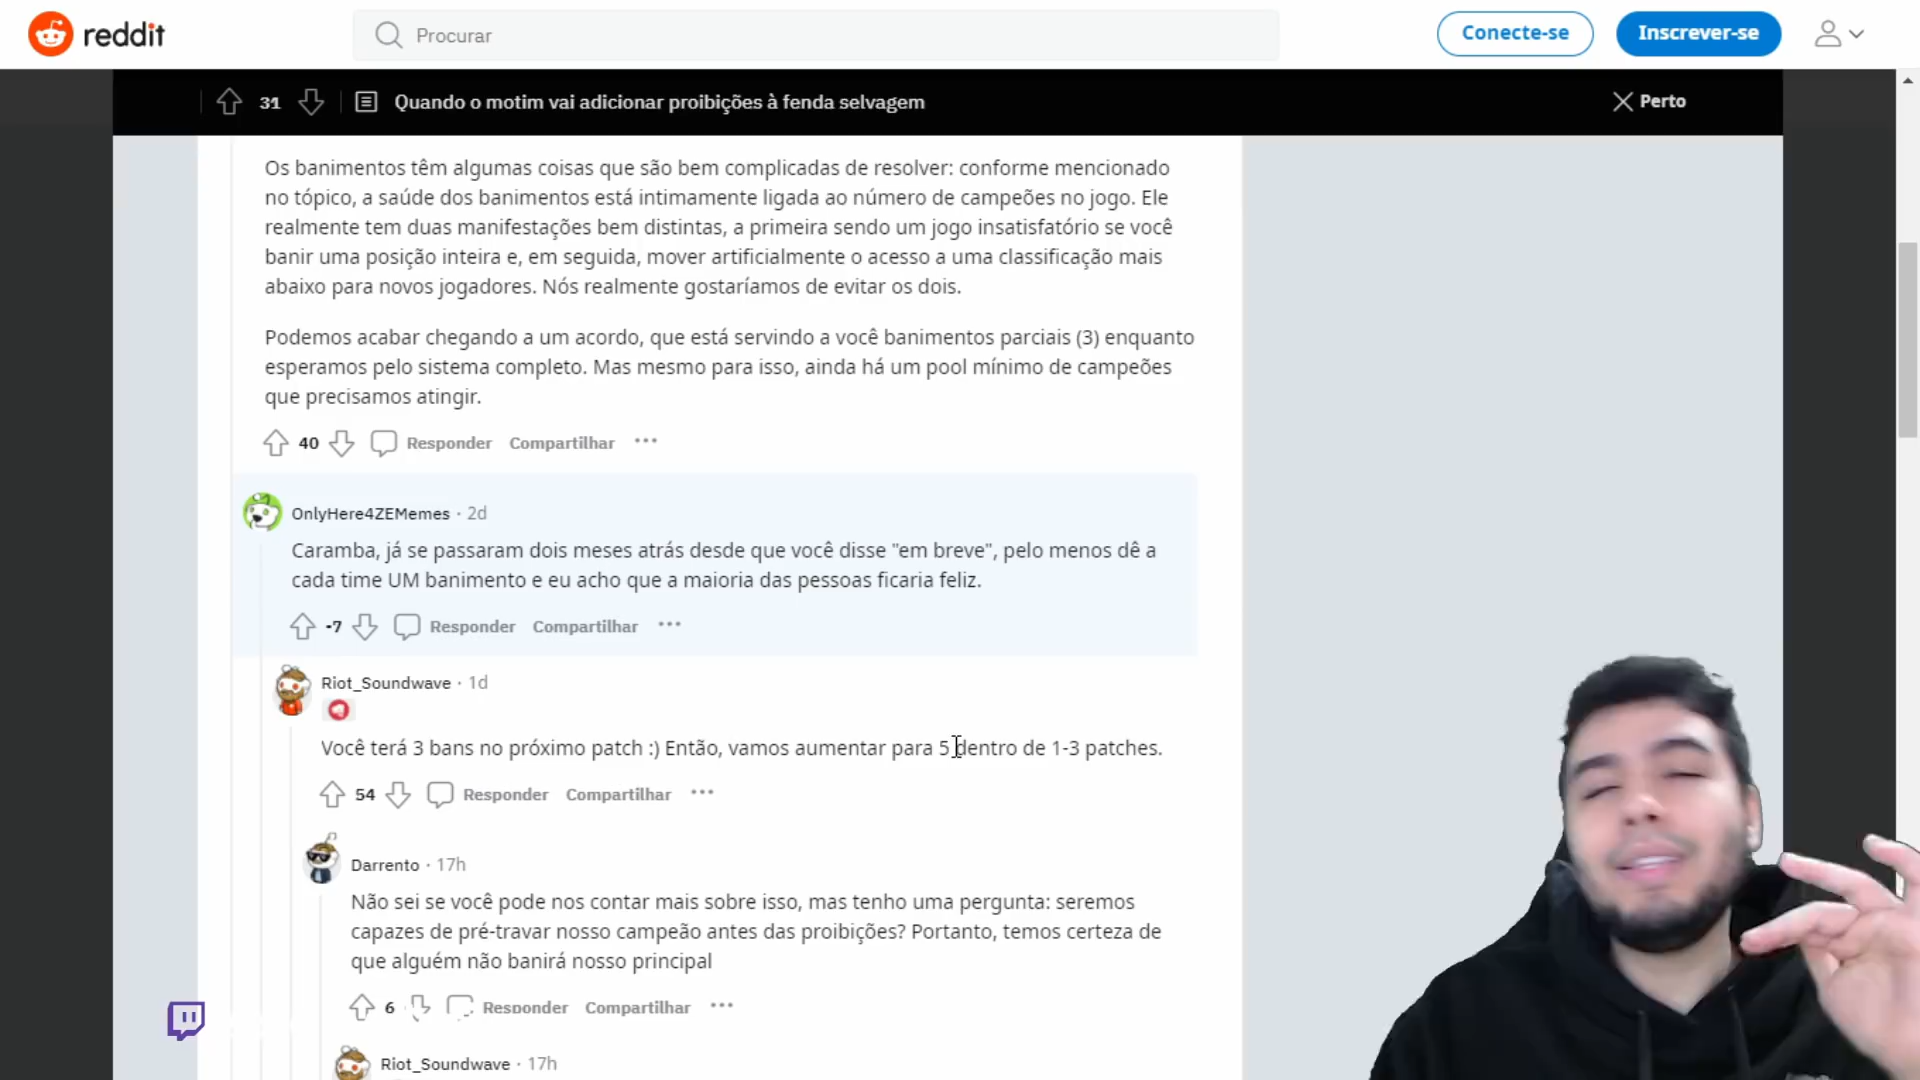 reddit
Procurar
Conecte-se
Inscrever-se
31
Quando o motim vai adicionar proibições à fenda selvagem
Perto
Os banimentos têm algumas coisas que são bem complicadas de resolver: conforme mencionado
no tópico, a saúde dos banimentos está intimamente ligada ao número de campeões no jogo. Ele
realmente tem duas manifestações bem distintas, a primeira sendo um jogo insatisfatório se você
banir uma posição inteira e, em seguida, mover artificialmente o acesso a uma classificação mais
abaixo para novos jogadores. Nós realmente gostaríamos de evitar os dois.
Podemos acabar chegando a um acordo, que está servindo a você banimentos parciais (3) enquanto
esperamos pelo sistema completo. Mas mesmo para isso, ainda há um pool mínimo de campeões
que precisamos atingir.
40 Responder Compartilhar ···
OnlyHere4ZEMemes · 2d
Caramba, já se passaram dois meses atrás desde que você disse "em breve", pelo menos dê a
cada time UM banimento e eu acho que a maioria das pessoas ficaria feliz.
-7 Responder Compartilhar ···
Riot_Soundwave · 1d
Você terá 3 bans no próximo patch :) Então, vamos aumentar para 5 dentro de 1-3 patches.
54 Responder Compartilhar ···
Darrento · 17h
Não sei se você pode nos contar mais sobre isso, mas tenho uma pergunta: seremos
capazes de pré-travar nosso campeão antes das proibições? Portanto, temos certeza de
que alguém não banirá nosso principal
6 Responder Compartilhar ···
Riot_Soundwave · 17h